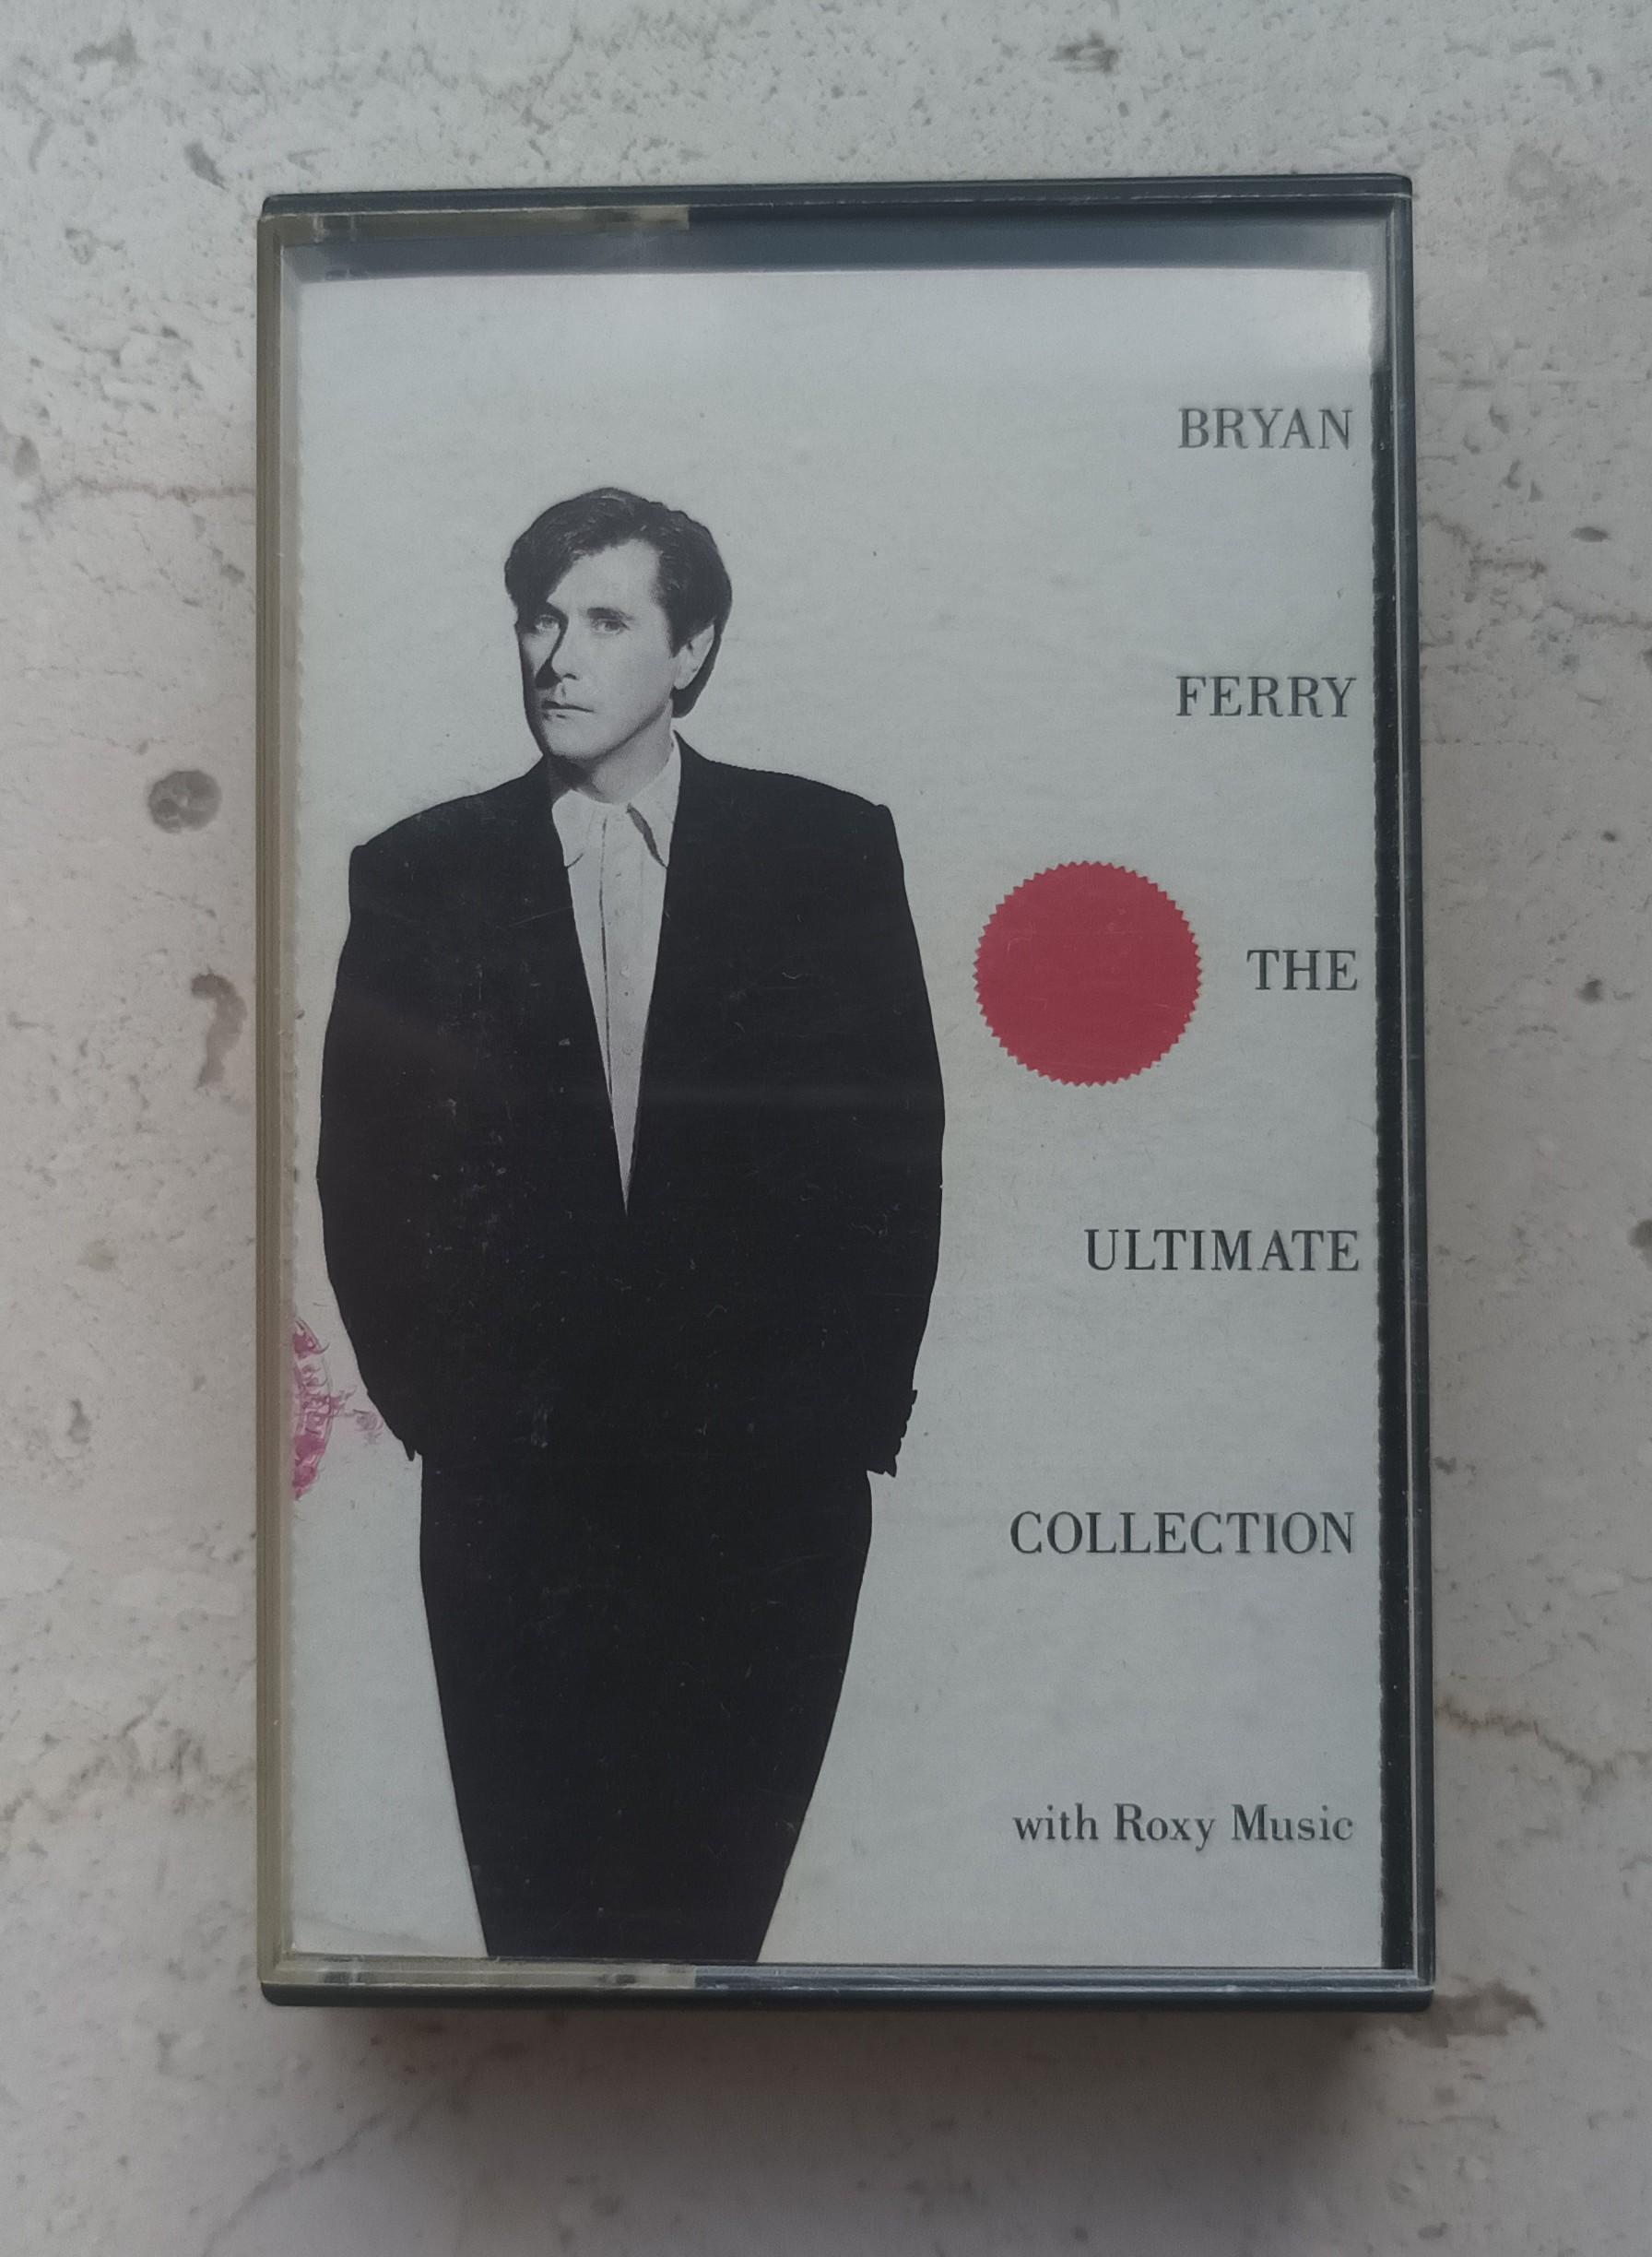 BRYAN
FERRY
THE
ULTIMATE
COLLECTION
with Roxy Music